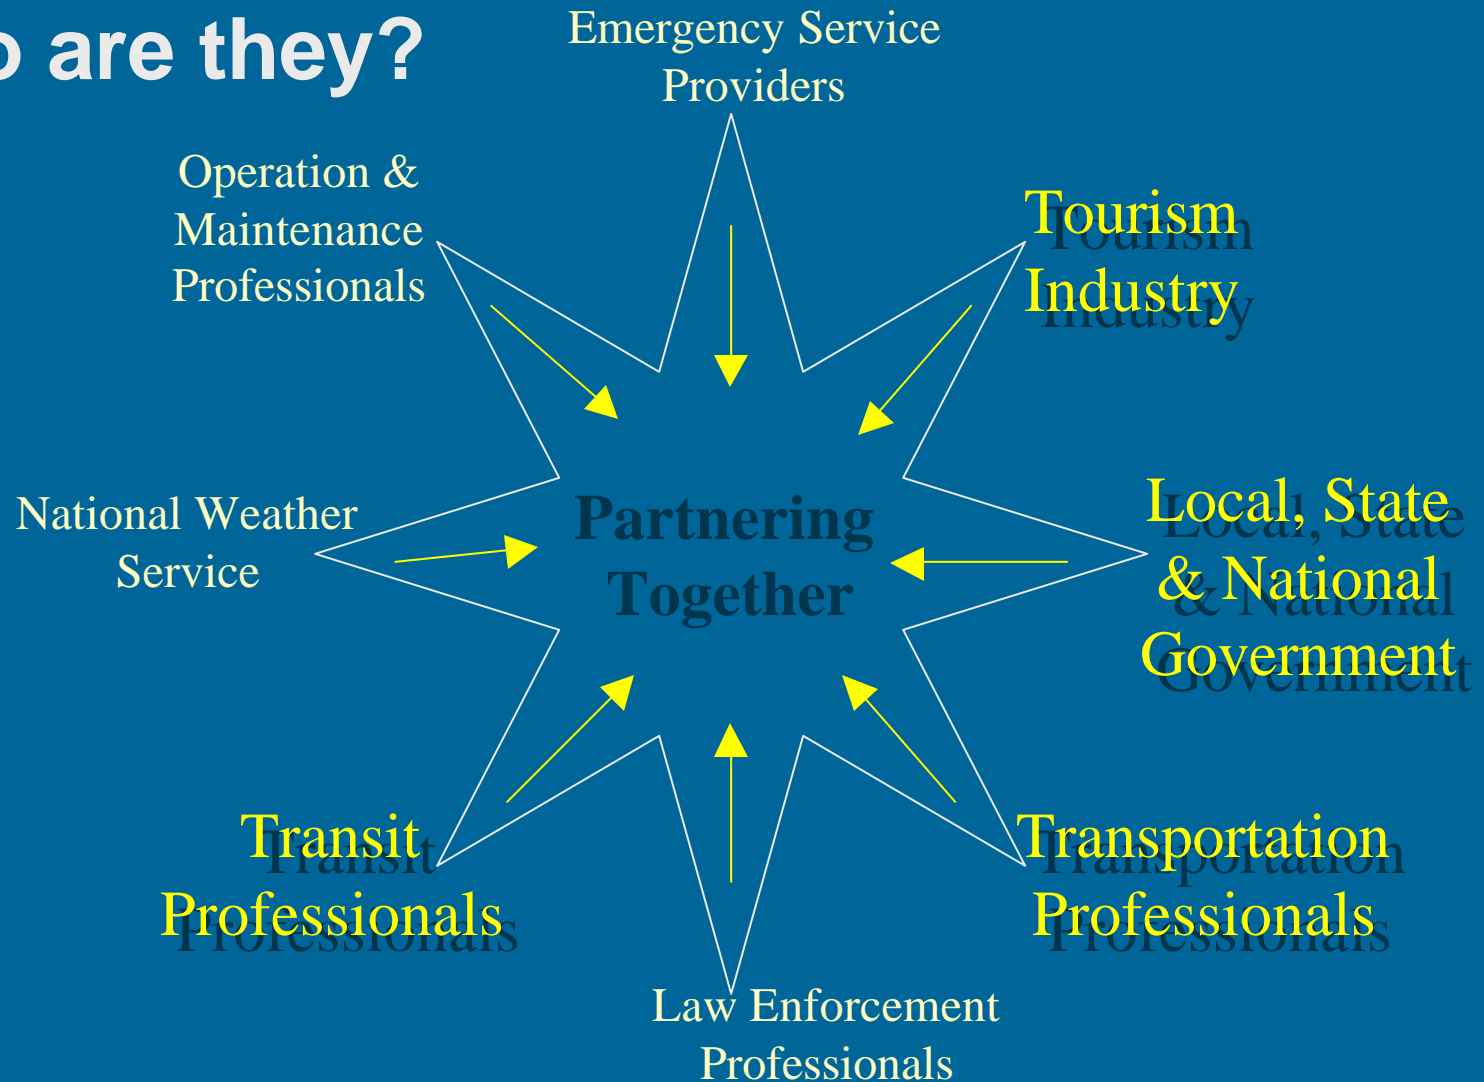 o are they?
Emergency Service
Providers
Operation &
Maintenance
Professionals
Tourism
Industry
National Weather
Service
Partnering
Together
Local, State
& National
Government
Transit
Professionals
Transportation
Professionals
Law Enforcement
Professionals